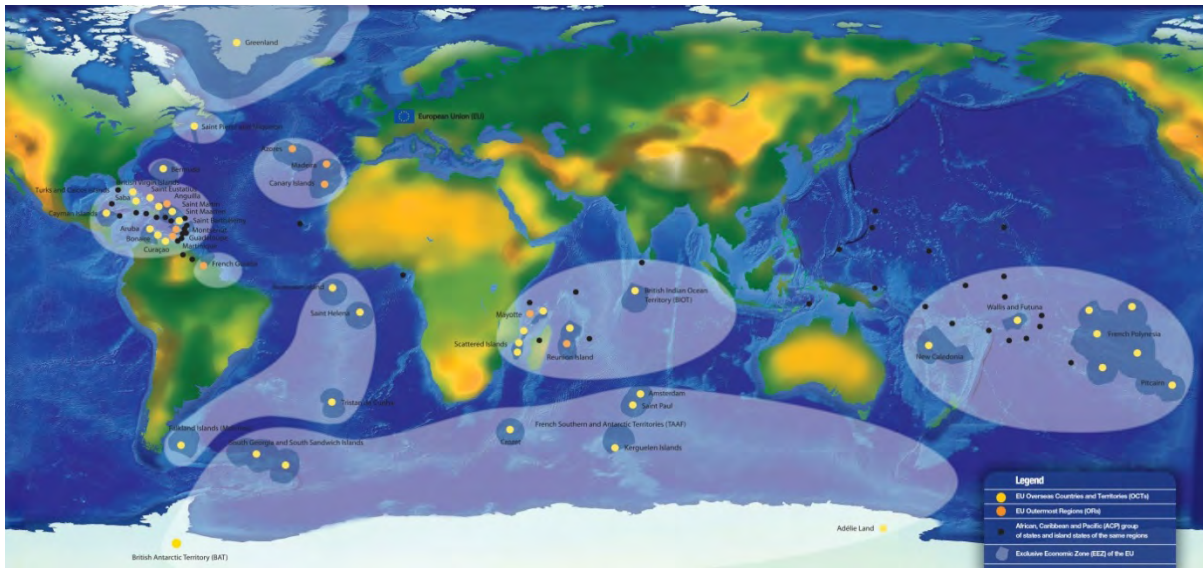 Greenland
European Union (EU)
Saint Pierre and Miquelon
Azores
Madeira
Canary Islands
Bermuda
British Virgin Islands
Turks and Caicos Islands
Saint Eustatius
Saba
Anguilla
Saint Martin
Cayman Islands
Sint Maarten
Saint Barthélemy
Aruba
Montserrat
Bonaire
Guadeloupe
Curaçao
Martinique
French Guiana
Ascension Island
Saint Helena
British Indian Ocean
Territory (BIOT)
Mayotte
Scattered Islands
Reunion Island
Wallis and Futuna
French Polynesia
New Caledonia
Pitcairn
Tristan da Cunha
Amsterdam
Saint Paul
Falkland Islands
French Southern and Antarctic Territories (TAAF)
South Georgia and South Sandwich Islands
Crozet
Kerguelen Islands
Adélie Land
British Antarctic Territory (BAT)
Legend
EU Overseas Countries and Territories (OCTs)
EU Outermost Regions (ORs)
African, Caribbean and Pacific (ACP) group
of states and island states of the same regions
Exclusive Economic Zone (EEZ) of the EU